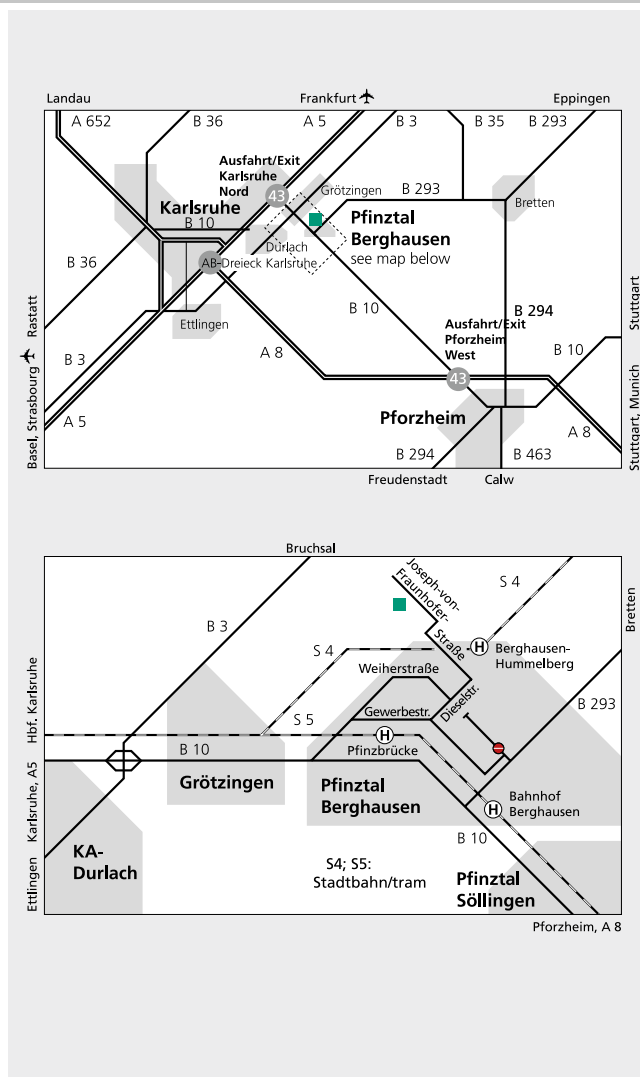 Landau
Frankfurt
Eppingen
A 652
B 36
A 5
B 3
B 35
B 293
Ausfahrt/Exit
Karlsruhe
Nord
43
Grötzingen
B 293
Karlsruhe
Bretten
B 10
Pfinztal
Berghausen
see map below
Durlach
AB-Dreieck Karlsruhe
B 36
B 10
B 294
Ettlingen
Ausfahrt/Exit
Pforzheim
West
B 3
A 8
B 10
43
A 5
Pforzheim
A 8
B 294
B 463
Freudenstadt
Calw
Basel, Strasbourg
Rastatt
Stuttgart
Stuttgart, Munich
Bruchsal
Joseph-von-
Fraunhofer-
Straße
S 4
B 3
S 4
Berghausen-
Hummelberg
H
Weiherstraße
Dieselstr.
B 293
S 5
Gewerbestr.
H
Pfinzbrücke
B 10
Grötzingen
Pfinztal
Berghausen
Bahnhof
Berghausen
H
B 10
KA-
Durlach
S4; S5:
Stadtbahn/tram
Pfinztal
Söllingen
Pforzheim, A 8
Hbf. Karlsruhe
Karlsruhe, A5
Ettlingen
Bretten